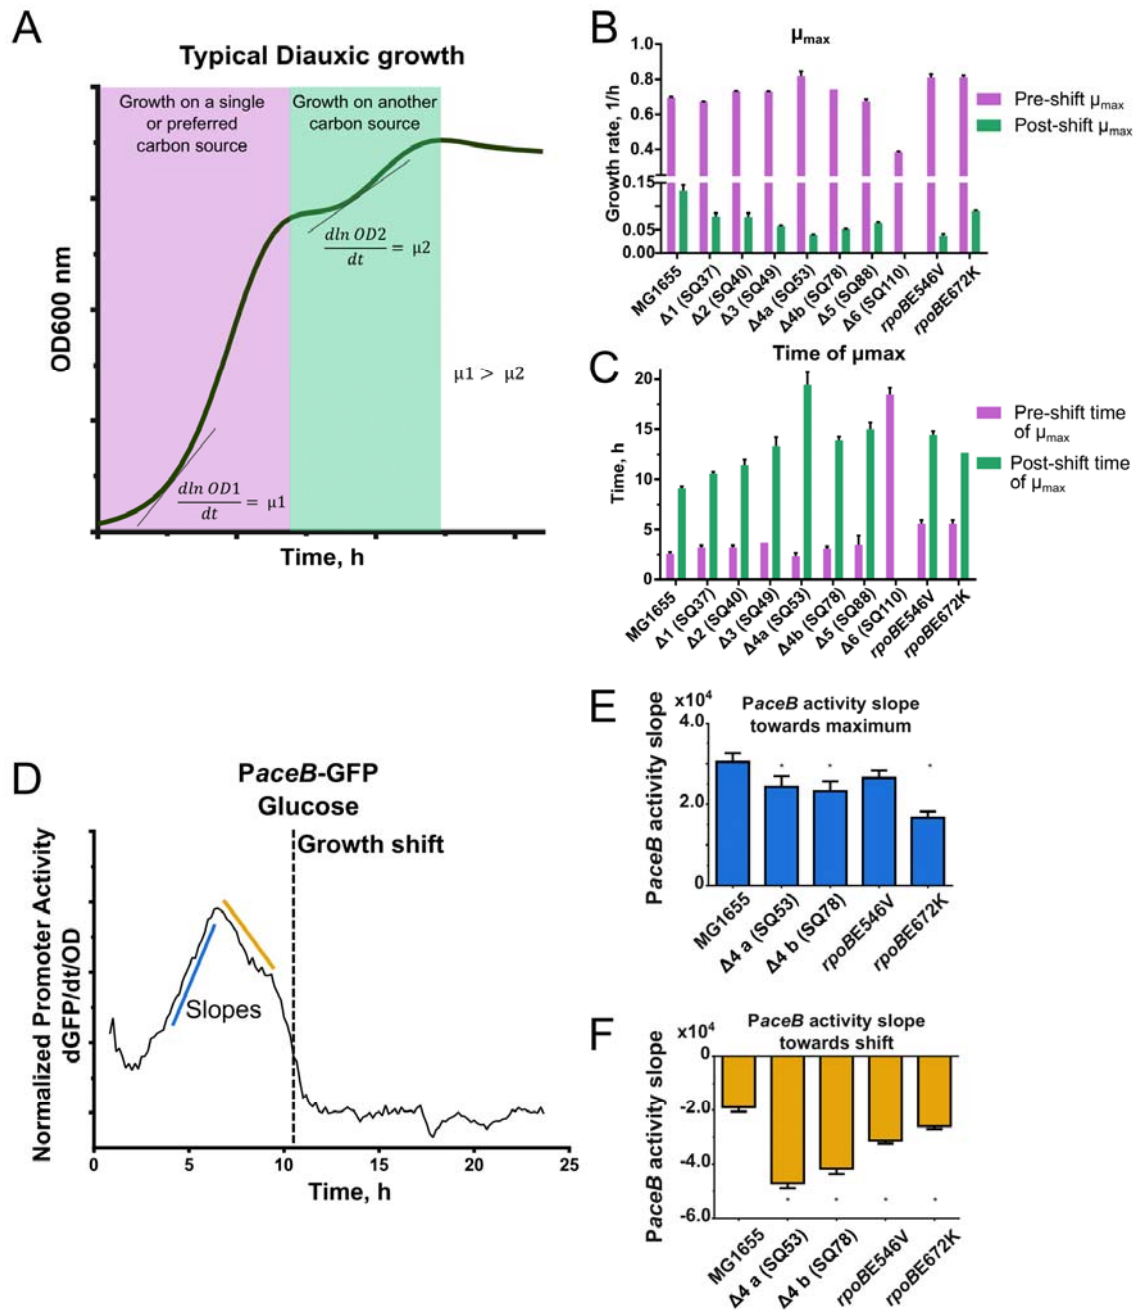 A
Typical Diauxic growth
Growth on a single
or preferred
carbon source
Growth on another
carbon source
dln OD2
dt
= μ2
μ1 > μ2
dln OD1
dt
= μ1
OD600 nm
Time, h
B
μmax
Growth rate, 1/h
1.0
0.8
0.6
0.4
0.15
0.05
0.00
Pre-shift μmax
Post-shift μmax
MG1655
Δ1 (SQ37)
Δ2 (SQ40)
Δ3 (SQ49)
Δ4a (SQ53)
Δ4b (SQ78)
Δ5 (SQ88)
Δ6 (SQ110)
rpoBE546V
rpoBE672K
C
Time of μmax
Time, h
20
15
10
5
0
Pre-shift time
of μmax
Post-shift time
of μmax
MG1655
Δ1 (SQ37)
Δ2 (SQ40)
Δ3 (SQ49)
Δ4a (SQ53)
Δ4b (SQ78)
Δ5 (SQ88)
Δ6 (SQ110)
rpoBE546V
rpoBE672K
D
PaceB-GFP
Glucose
Growth shift
Slopes
Normalized Promoter Activity
dGFP/dt/OD
0
5
10
15
20
25
Time, h
E
x10⁴
PaceB activity slope
towards maximum
PaceB activity slope
4.0
2.0
0
* * *
MG1655
Δ4 a (SQ53)
Δ4 b (SQ78)
rpoBE546V
rpoBE672K
F
x10⁴
PaceB activity slope
towards shift
PaceB activity slope
0
-2.0
-4.0
-6.0
* * * *
MG1655
Δ4 a (SQ53)
Δ4 b (SQ78)
rpoBE546V
rpoBE672K